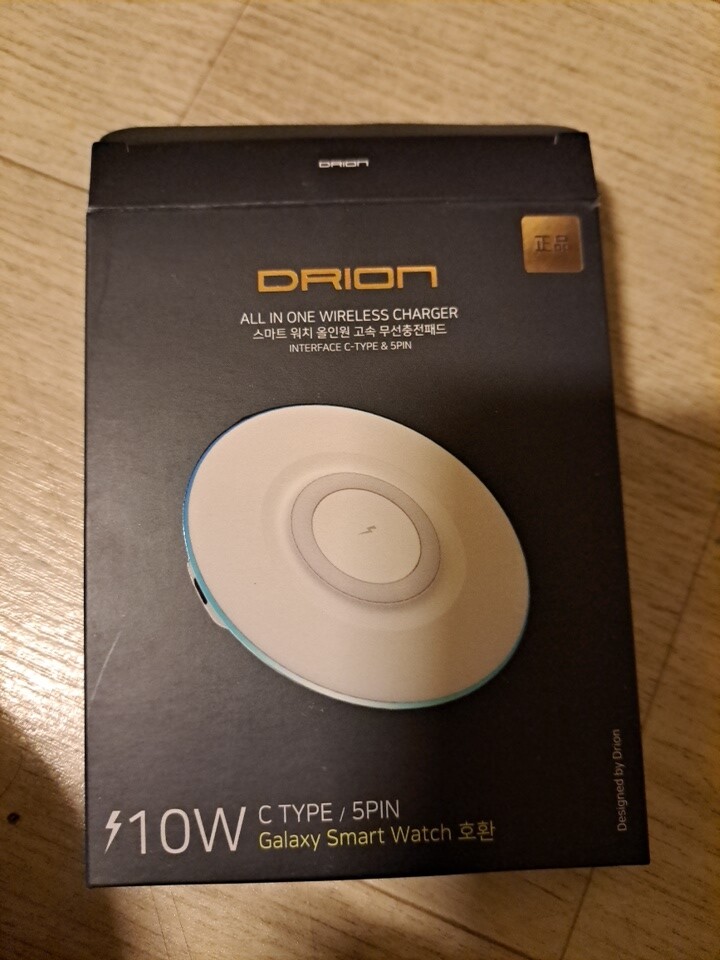 DRION
正品
DRION
ALL IN ONE WIRELESS CHARGER
스마트 워치 올인원 고속 무선충전패드
INTERFACE C-TYPE & 5PIN
10W
C TYPE / 5PIN
Galaxy Smart Watch 호환
Designed by Drion